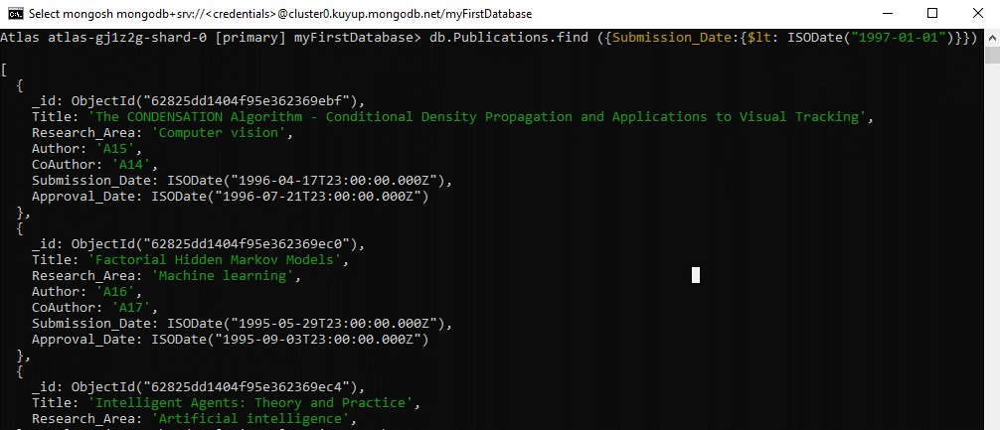 Select mongosh mongodb+srv://<credentials>@cluster0.kuyup.mongodb.net/myFirstDatabase
Atlas atlas-gj1z2g-shard-0 [primary] myFirstDatabase> db.Publications.find ({Submission_Date:{$lt: ISODate("1997-01-01")}})
[
  {
    _id: ObjectId("62825dd1404f95e362369ebf"),
    Title: 'The CONDENSATION Algorithm - Conditional Density Propagation and Applications to Visual Tracking',
    Research_Area: 'Computer vision',
    Author: 'A15',
    CoAuthor: 'A14',
    Submission_Date: ISODate("1996-04-17T23:00:00.000Z"),
    Approval_Date: ISODate("1996-07-21T23:00:00.000Z")
  },
  {
    _id: ObjectId("62825dd1404f95e362369ec0"),
    Title: 'Factorial Hidden Markov Models',
    Research_Area: 'Machine learning',
    Author: 'A16',
    CoAuthor: 'A17',
    Submission_Date: ISODate("1995-05-29T23:00:00.000Z"),
    Approval_Date: ISODate("1995-09-03T23:00:00.000Z")
  },
  {
    _id: ObjectId("62825dd1404f95e362369ec4"),
    Title: 'Intelligent Agents: Theory and Practice',
    Research_Area: 'Artificial intelligence',